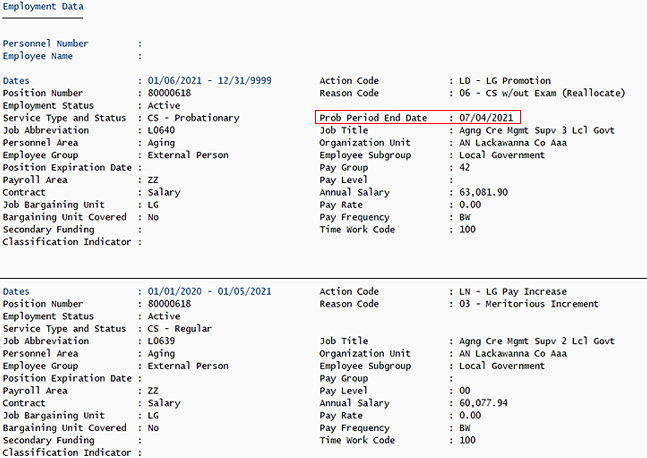 Employment Data
Personnel Number :
Employee Name :
Dates : 01/06/2021 - 12/31/9999 Action Code : LD - LG Promotion
Position Number : 80000618 Reason Code : 06 - CS w/out Exam (Reallocate)
Employment Status : Active
Service Type and Status : CS - Probationary Prob Period End Date : 07/04/2021
Job Abbreviation : L0640 Job Title : Agng Cre Mgmt Supv 3 Lcl Govt
Personnel Area : Aging Organization Unit : AN Lackawanna Co Aaa
Employee Group : External Person Employee Subgroup : Local Government
Position Expiration Date : Pay Group : 42
Payroll Area : ZZ Pay Level :
Contract : Salary Annual Salary : 63,081.90
Job Bargaining Unit : LG Pay Rate : 0.00
Bargaining Unit Covered : No Pay Frequency : BW
Secondary Funding : Time Work Code : 100
Classification Indicator :
Dates : 01/01/2020 - 01/05/2021 Action Code : LN - LG Pay Increase
Position Number : 80000618 Reason Code : 03 - Meritorious Increment
Employment Status : Active
Service Type and Status : CS - Regular
Job Abbreviation : L0639 Job Title : Agng Cre Mgmt Supv 2 Lcl Govt
Personnel Area : Aging Organization Unit : AN Lackawanna Co Aaa
Employee Group : External Person Employee Subgroup : Local Government
Position Expiration Date : Pay Group :
Payroll Area : ZZ Pay Level : 00
Contract : Salary Annual Salary : 60,077.94
Job Bargaining Unit : LG Pay Rate : 0.00
Bargaining Unit Covered : No Pay Frequency : BW
Secondary Funding : Time Work Code : 100
Classification Indicator :